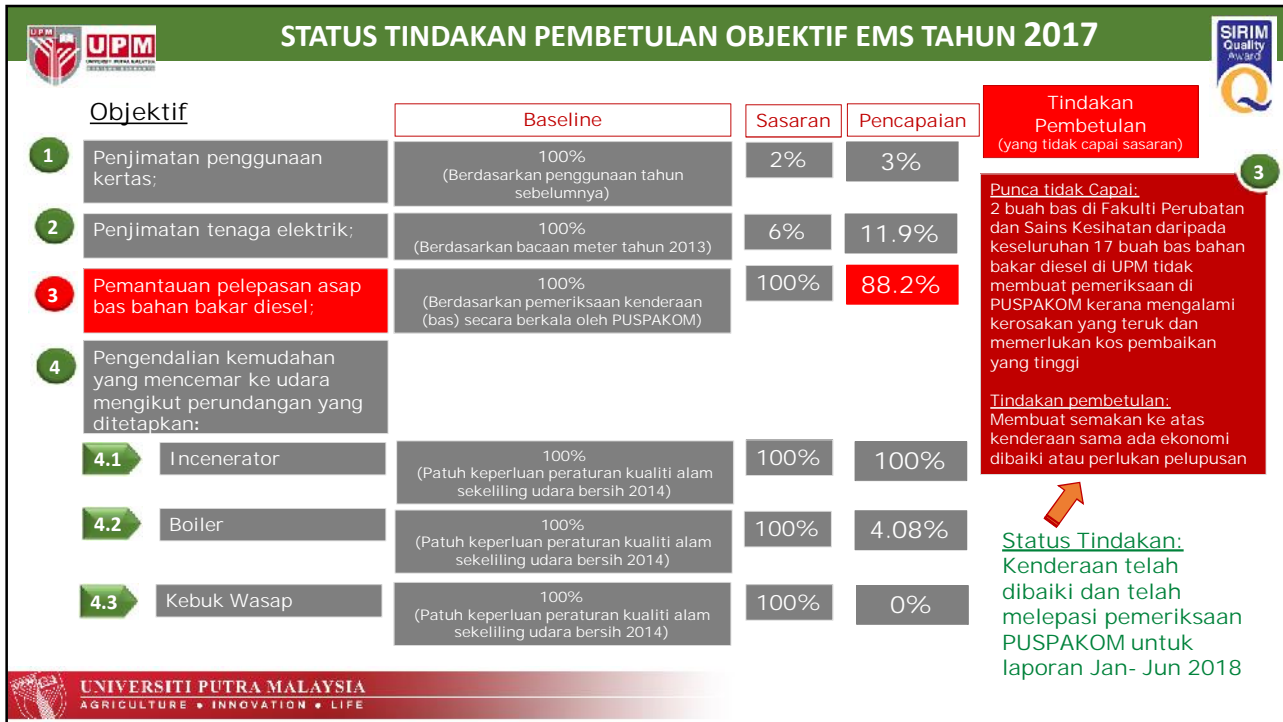 STATUS TINDAKAN PEMBETULAN OBJEKTIF EMS TAHUN 2017
UPM
UPM
SIRIM
Quality
Award
Q
Objektif
Baseline
Sasaran
Pencapaian
Tindakan
Pembetulan
(yang tidak capai sasaran)
1
Penjimatan penggunaan
kertas;
100%
(Berdasarkan penggunaan tahun
sebelumnya)
2%
3%
2
Penjimatan tenaga elektrik;
100%
(Berdasarkan bacaan meter tahun 2013)
6%
11.9%
3
Pemantauan pelepasan asap
bas bahan bakar diesel;
100%
(Berdasarkan pemeriksaan kenderaan
(bas) secara berkala oleh PUSPAKOM)
100%
88.2%
4
Pengendalian kemudahan
yang mencemar ke udara
mengikut perundangan yang
ditetapkan:
4.1
Incenerator
100%
(Patuh keperluan peraturan kualiti alam
sekeliling udara bersih 2014)
100%
100%
4.2
Boiler
100%
(Patuh keperluan peraturan kualiti alam
sekeliling udara bersih 2014)
100%
4.08%
4.3
Kebuk Wasap
100%
(Patuh keperluan peraturan kualiti alam
sekeliling udara bersih 2014)
100%
0%
3
Punca tidak Capai:
2 buah bas di Fakulti Perubatan
dan Sains Kesihatan daripada
keseluruhan 17 buah bas bahan
bakar diesel di UPM tidak
membuat pemeriksaan di
PUSPAKOM kerana mengalami
kerosakan yang teruk dan
memerlukan kos pembaikan
yang tinggi
Tindakan pembetulan:
Membuat semakan ke atas
kenderaan sama ada ekonomi
dibaiki atau perlukan pelupusan
Status Tindakan:
Kenderaan telah
dibaiki dan telah
melepasi pemeriksaan
PUSPAKOM untuk
laporan Jan- Jun 2018
UNIVERSITI PUTRA MALAYSIA
AGRICULTURE • INNOVATION • LIFE